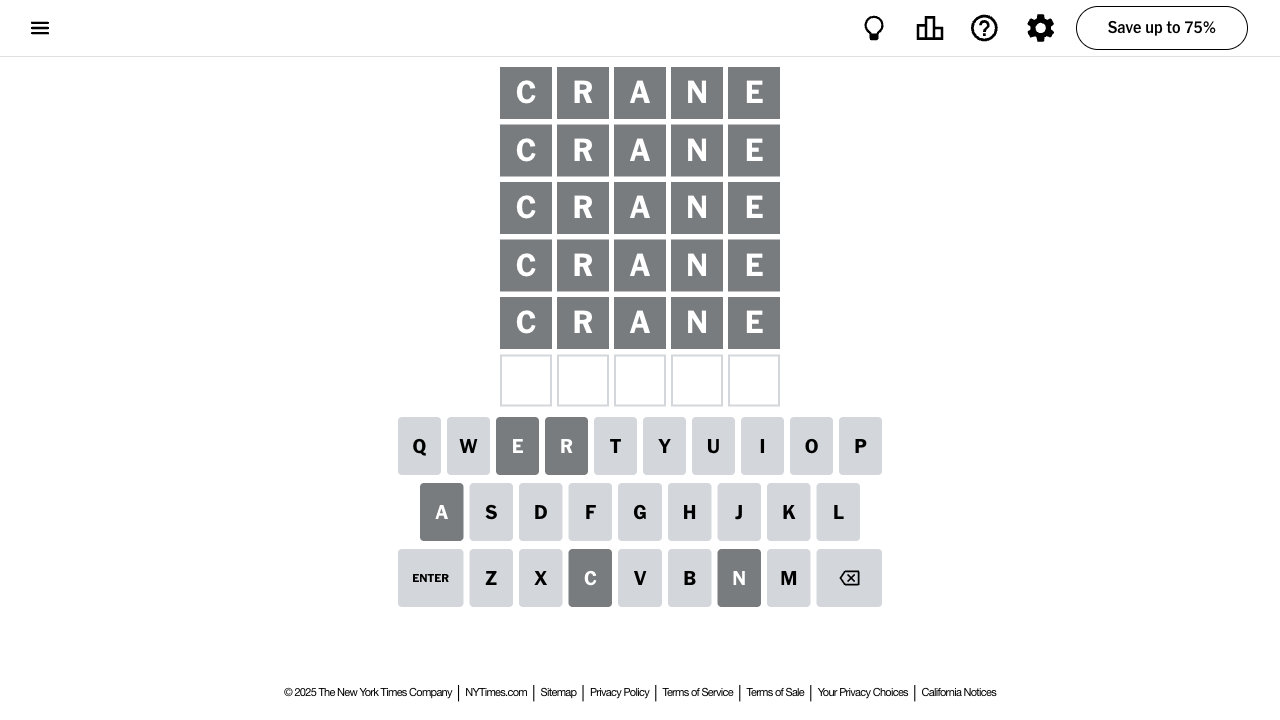 Save up to 75%
C R A N E
C R A N E
C R A N E
C R A N E
C R A N E
Q W E R T Y U I O P
A S D F G H J K L
ENTER Z X C V B N M
© 2025 The New York Times Company | NYTimes.com | Sitemap | Privacy Policy | Terms of Service | Terms of Sale | Your Privacy Choices | California Notices